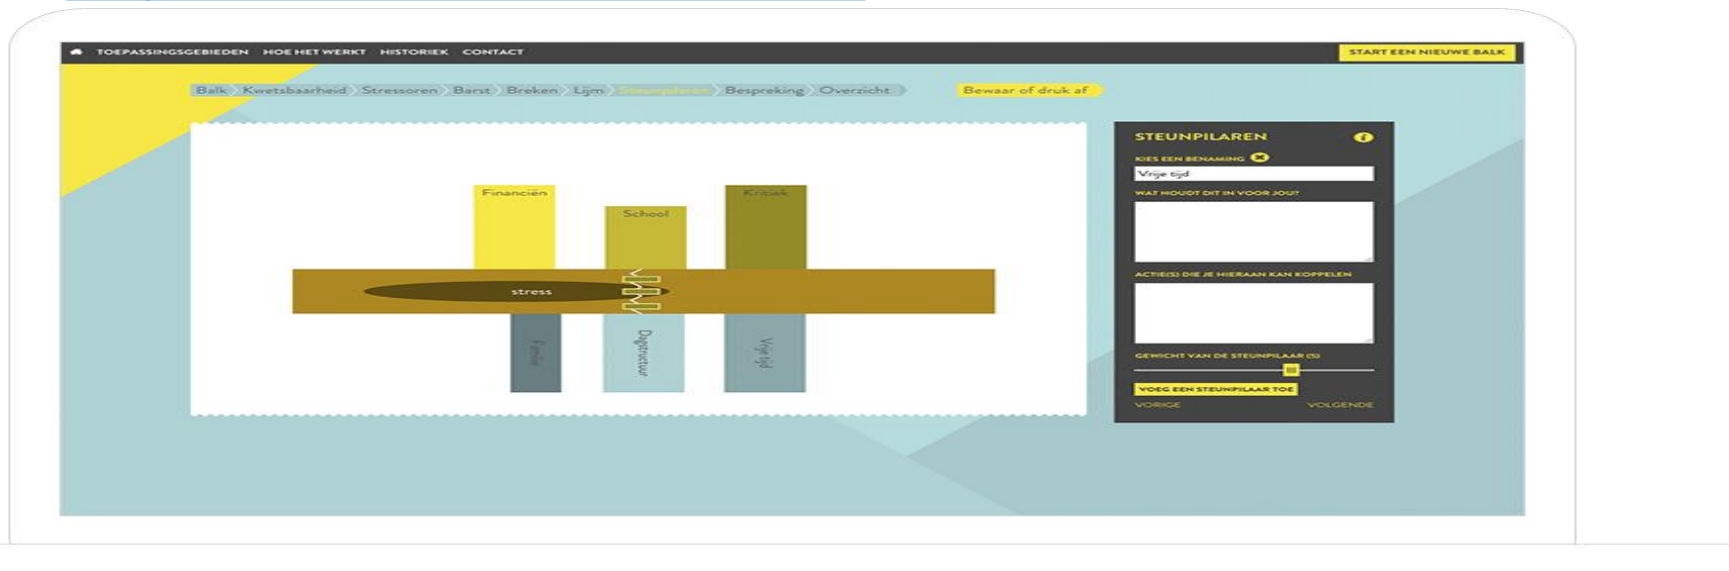 TOEPASSINGSGEBIEDEN HOE HET WERKT HISTORIEK CONTACT
START EEN NIEUWE BALK
Balk Kwetsbaarheid Stressoren Barst Breken Lijm Steunpilaren Bespreking Overzicht
Bewaar of druk af
Financiën
School
Kritiek
stress
Familie
Dagstructuur
Vrije tijd
STEUNPILAREN
KIES EEN BENAMING
Vrije tijd
WAT HOUDT DIT IN VOOR JOU?
ACTIE(S) DIE JE HIERAAN KAN KOPPELEN
GEWICHT VAN DE STEUNPILAAR (5)
VOEG EEN STEUNPILAAR TOE
VORIGE VOLGENDE